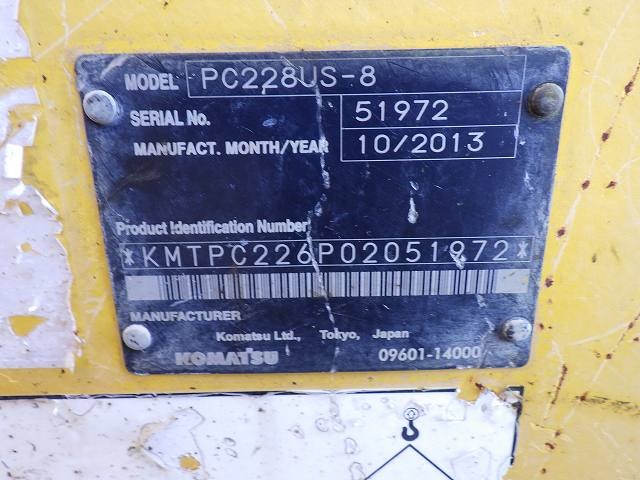 MODEL PC228US-8
SERIAL No. 51972
MANUFACT. MONTH/YEAR 10/2013
Product Identification Number
*KMTPC226P02051972*
MANUFACTURER
Komatsu Ltd., Tokyo, Japan
KOMATSU 09601-14000